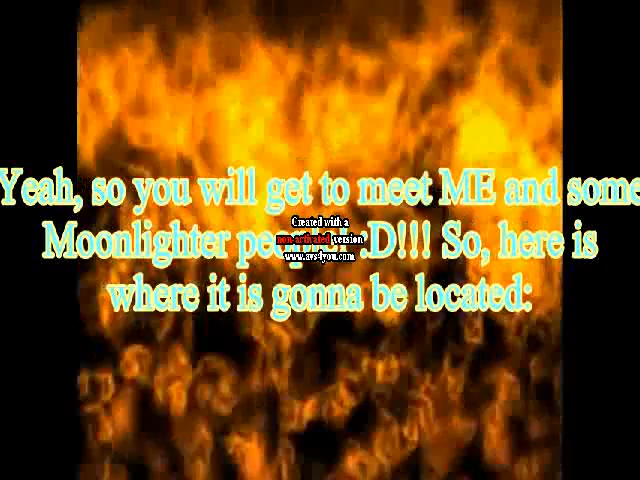 Yeah, so you will get to meet ME and some
Moonlighter :D!!! So, here is
where it is gonna be located:
Created with a
non-activated version
www.avs4you.com